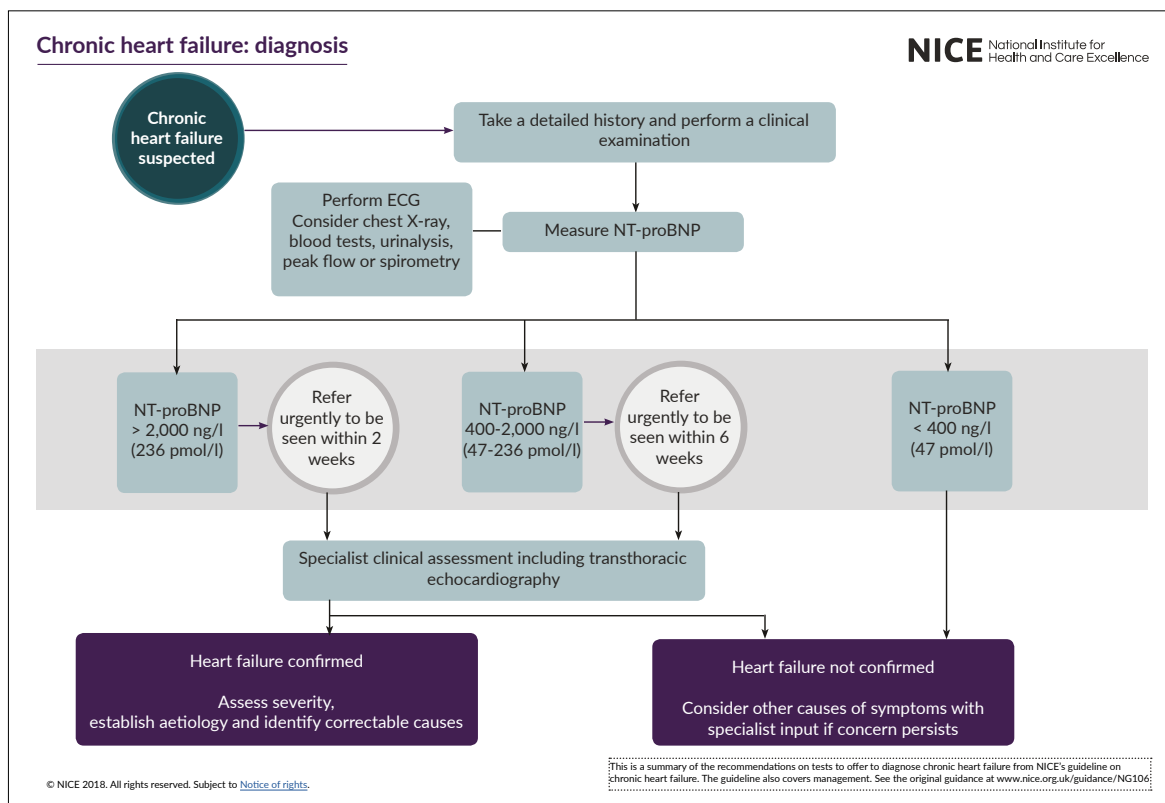 Chronic heart failure: diagnosis
NICE National Institute for
Health and Care Excellence
Chronic
heart failure
suspected
Take a detailed history and perform a clinical
examination
Perform ECG
Consider chest X-ray,
blood tests, urinalysis,
peak flow or spirometry
Measure NT-proBNP
NT-proBNP
> 2,000 ng/l
(236 pmol/l)
Refer
urgently to be
seen within 2
weeks
NT-proBNP
400-2,000 ng/l
(47-236 pmol/l)
Refer
urgently to be
seen within 6
weeks
NT-proBNP
< 400 ng/l
(47 pmol/l)
Specialist clinical assessment including transthoracic
echocardiography
Heart failure confirmed
Assess severity,
establish aetiology and identify correctable causes
Heart failure not confirmed
Consider other causes of symptoms with
specialist input if concern persists
© NICE 2018. All rights reserved. Subject to Notice of rights.
This is a summary of the recommendations on tests to offer to diagnose chronic heart failure from NICE's guideline on
chronic heart failure. The guideline also covers management. See the original guidance at www.nice.org.uk/guidance/NG106